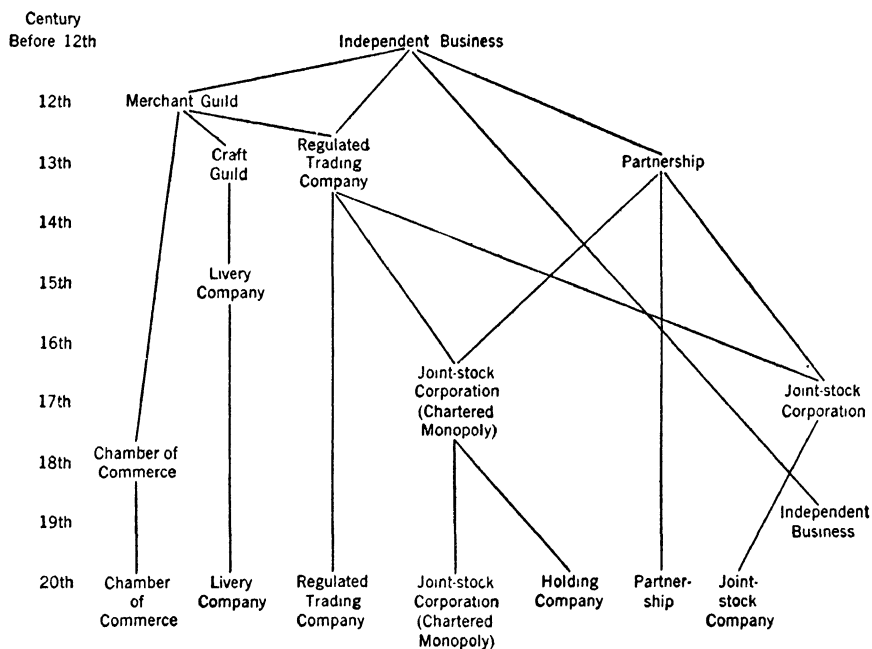 Century
Before 12th
Independent Business
12th
Merchant Guild
13th
Craft
Guild
Regulated
Trading
Company
Partnership
14th
15th
Livery
Company
16th
17th
Joint-stock
Corporation
(Chartered
Monopoly)
Joint-stock
Corporation
18th
Chamber of
Commerce
19th
Independent
Business
20th
Chamber
of
Commerce
Livery
Company
Regulated
Trading
Company
Joint-stock
Corporation
(Chartered
Monopoly)
Holding
Company
Partner-
ship
Joint-
stock
Company